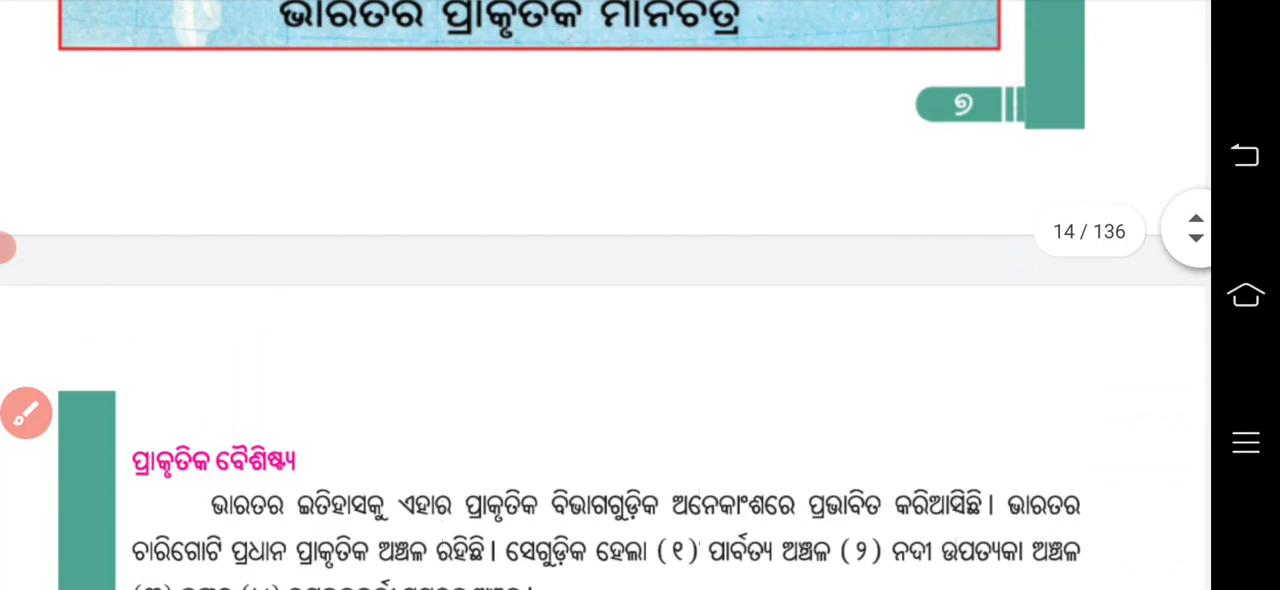 ଭାରତର ପ୍ରାକୃତିକ ମାନଚିତ୍ର
୭
14 / 136
ପ୍ରାକୃତିକ ବୈଶିଷ୍ଟ୍ୟ
ଭାରତର ଇତିହାସକୁ ଏହାର ପ୍ରାକୃତିକ ବିଭାଗଗୁଡ଼ିକ ଅନେକାଂଶରେ ପ୍ରଭାବିତ କରିଆସିଛି। ଭାରତର
ଚାରିଗୋଟି ପ୍ରଧାନ ପ୍ରାକୃତିକ ଅଞ୍ଚଳ ରହିଛି। ସେଗୁଡ଼ିକ ହେଲା (୧) ପାର୍ବତ୍ୟ ଅଞ୍ଚଳ (୨) ନଦୀ ଉପତ୍ୟକା ଅଞ୍ଚଳ